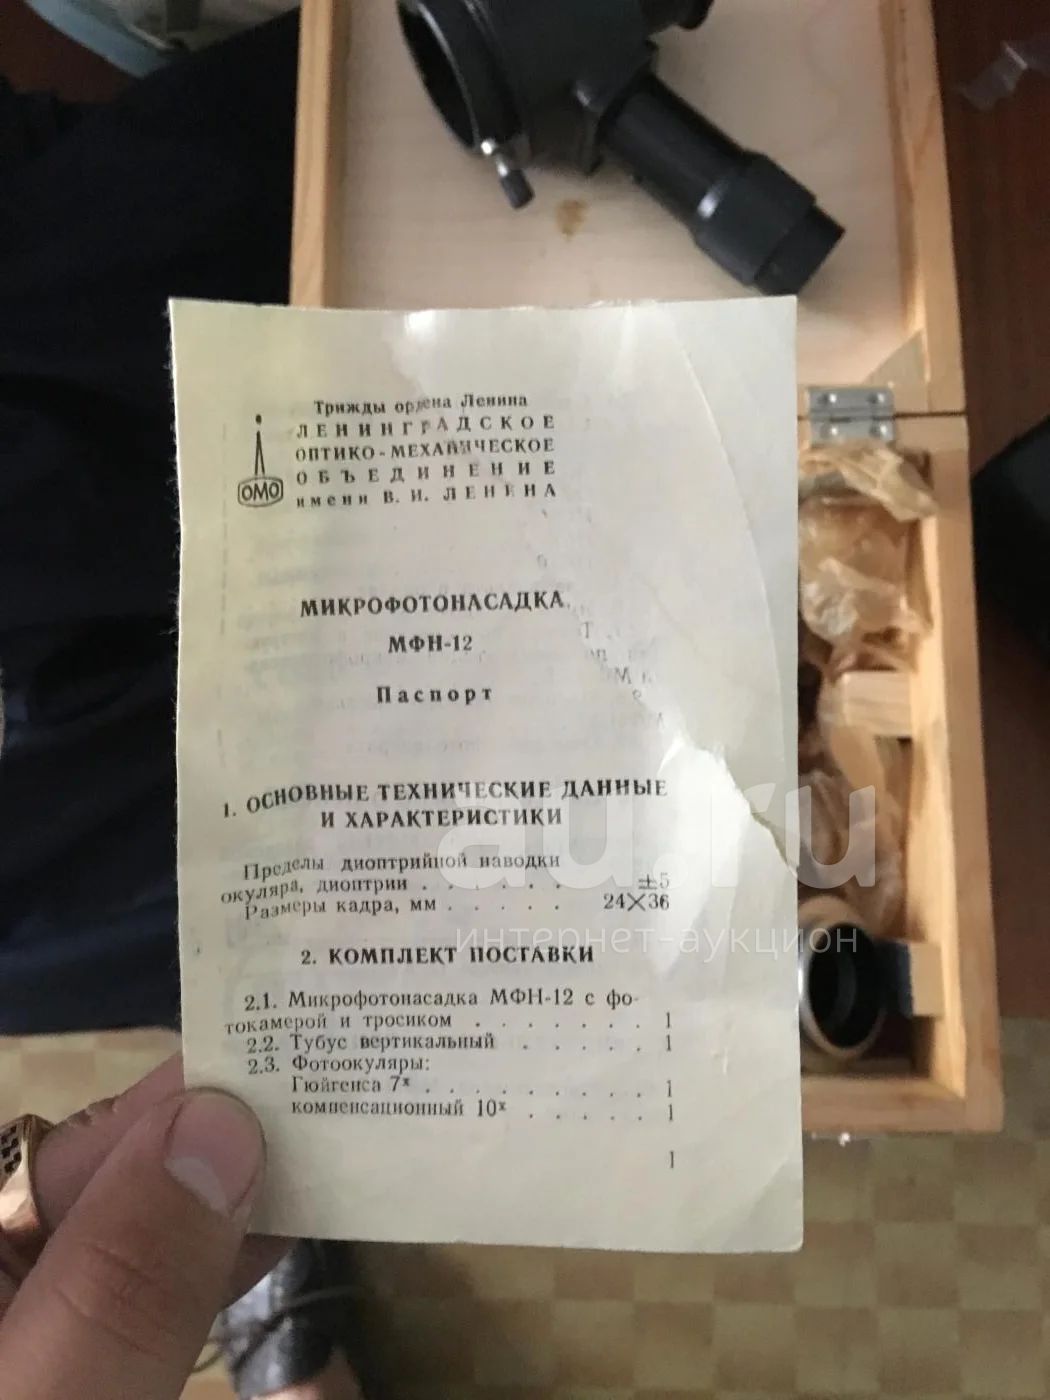 Трижды ордена Ленина
ЛЕНИНГРАДСКОЕ
ОПТИКО-МЕХАНИЧЕСКОЕ
ОБЪЕДИНЕНИЕ
имени В. И. ЛЕНИНА
ОМО
МИКРОФОТОНАСАДКА
МФН-12
Паспорт
1. ОСНОВНЫЕ ТЕХНИЧЕСКИЕ ДАННЫЕ
И ХАРАКТЕРИСТИКИ
Пределы диоптрийной наводки
окуляра, диоптрии . . . . . . ±5
Размеры кадра, мм . . . . . 24×36
2. КОМПЛЕКТ ПОСТАВКИ
2.1. Микрофотонасадка МФН-12 с фо-
токамерой и тросиком . . . . . . . 1
2.2. Тубус вертикальный . . . . . 1
2.3. Фотоокуляры:
Гюйгенса 7ˣ . . . . . . . . . 1
компенсационный 10ˣ . . . . . 1
1
au.ru
интернет-аукцион